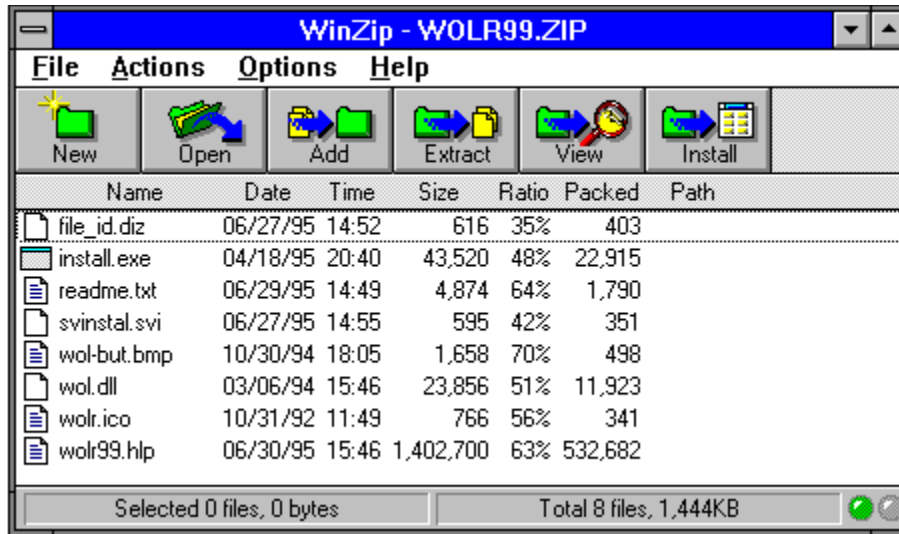 WinZip - WOLR99.ZIP
File Actions Options Help
New Open Add Extract View Install
Name Date Time Size Ratio Packed Path
file_id.diz 06/27/95 14:52 616 35% 403
install.exe 04/18/95 20:40 43,520 48% 22,915
readme.txt 06/29/95 14:49 4,874 64% 1,790
svinstal.svi 06/27/95 14:55 595 42% 351
wol-but.bmp 10/30/94 18:05 1,658 70% 498
wol.dll 03/06/94 15:46 23,856 51% 11,923
wolr.ico 10/31/92 11:49 766 56% 341
wolr99.hlp 06/30/95 15:46 1,402,700 63% 532,682
Selected 0 files, 0 bytes Total 8 files, 1,444KB